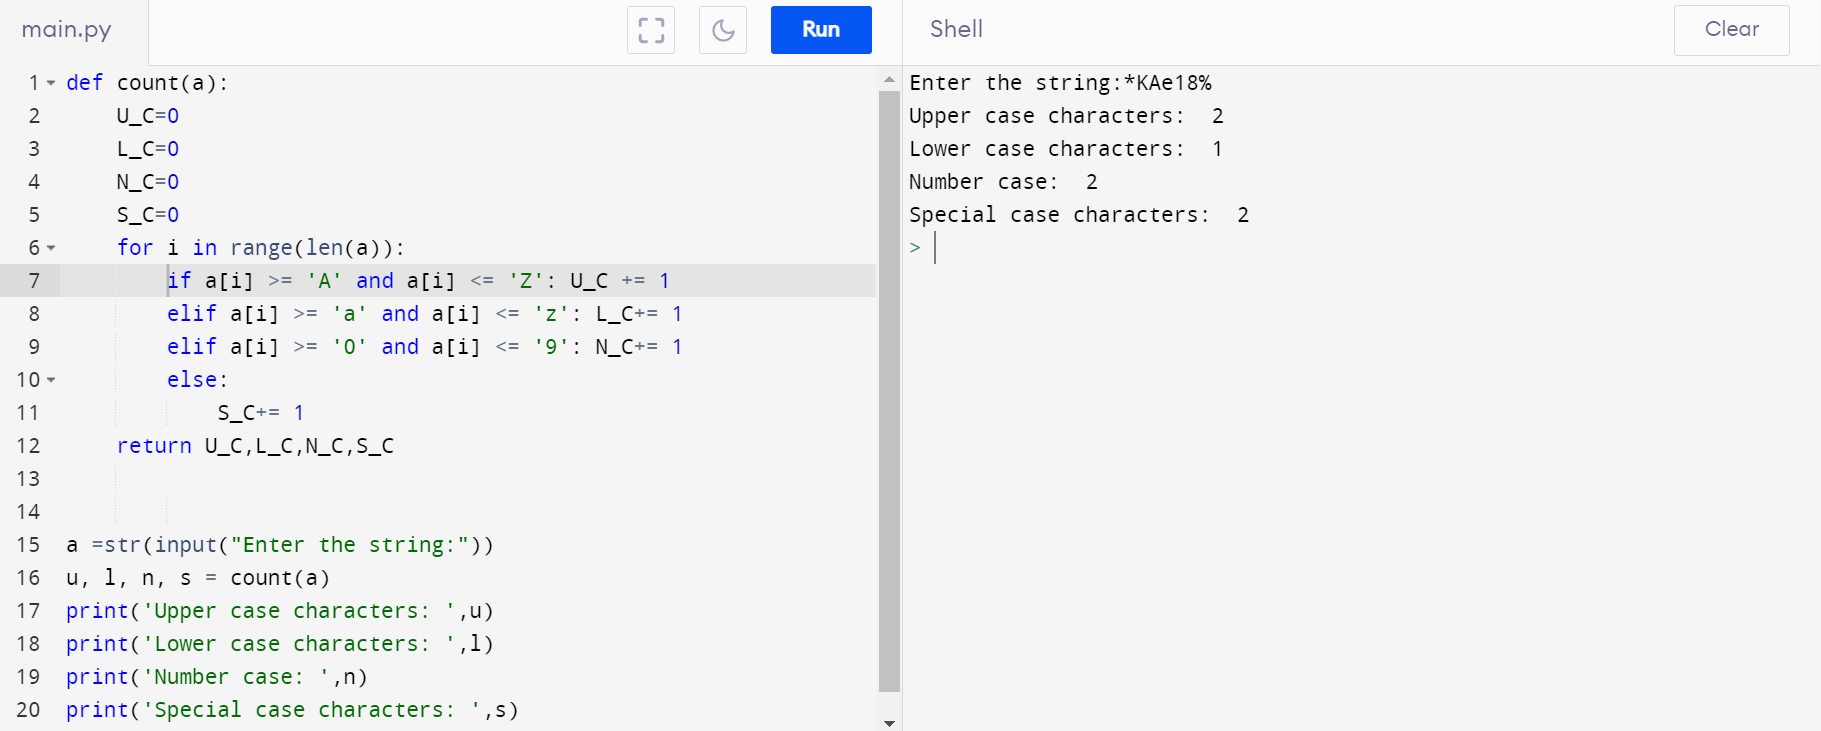 main.py
Run
1 def count(a):
2     U_C=0
3     L_C=0
4     N_C=0
5     S_C=0
6     for i in range(len(a)):
7         if a[i] >= 'A' and a[i] <= 'Z': U_C += 1
8         elif a[i] >= 'a' and a[i] <= 'z': L_C+= 1
9         elif a[i] >= '0' and a[i] <= '9': N_C+= 1
10         else:
11             S_C+= 1
12     return U_C,L_C,N_C,S_C
13
14
15 a =str(input("Enter the string:"))
16 u, l, n, s = count(a)
17 print('Upper case characters: ',u)
18 print('Lower case characters: ',l)
19 print('Number case: ',n)
20 print('Special case characters: ',s)
Shell
Clear
Enter the string:*KAe18%
Upper case characters:  2
Lower case characters:  1
Number case:  2
Special case characters:  2
>